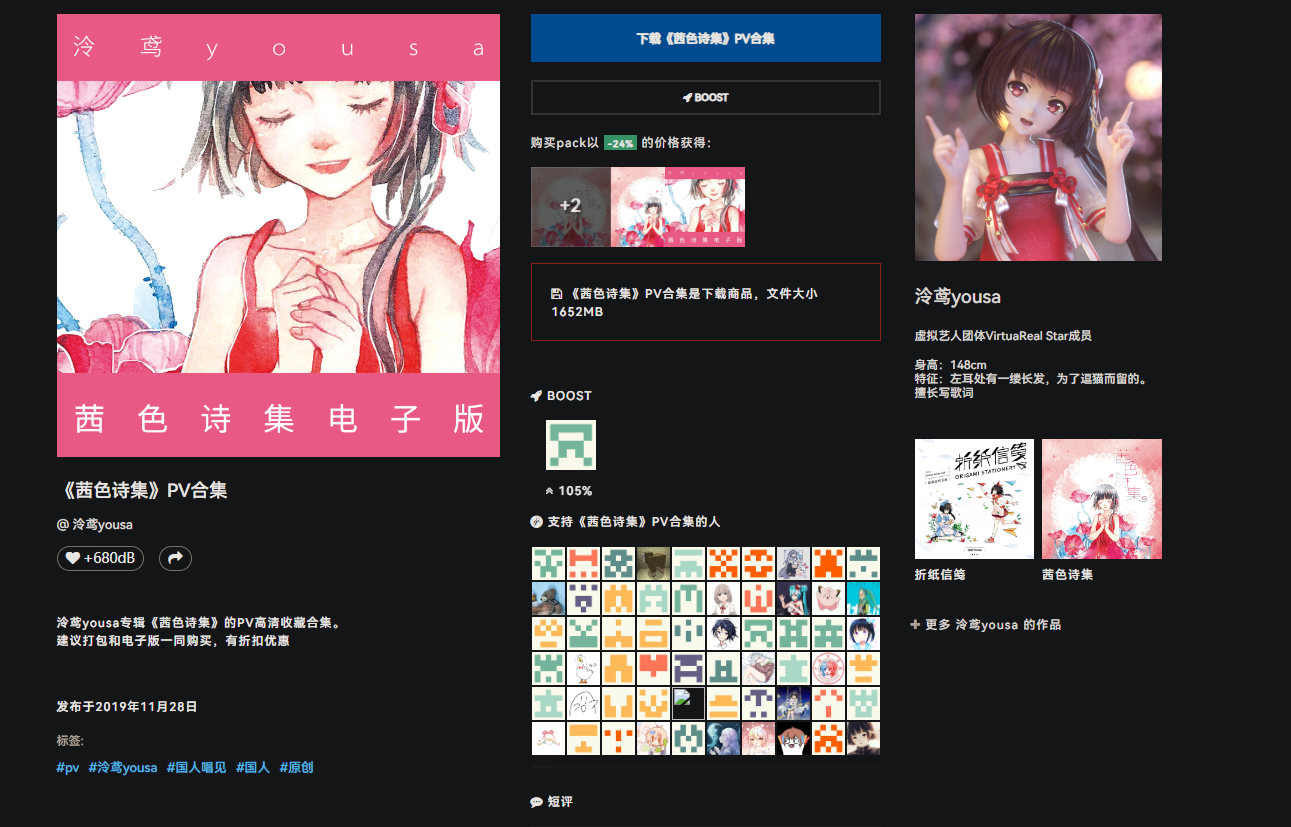 泠鸢yousa
茜色诗集电子版
《茜色诗集》PV合集
@ 泠鸢yousa
+680dB
泠鸢yousa专辑《茜色诗集》的PV高清收藏合集。
建议打包和电子版一同购买，有折扣优惠
发布于2019年11月28日
标签:
#pv #泠鸢yousa #国人唱见 #国人 #原创
下载《茜色诗集》PV合集
BOOST
购买pack以 -24% 的价格获得：
+2
茜色诗集电子版
《茜色诗集》PV合集是下载商品，文件大小
1652MB
BOOST
105%
支持《茜色诗集》PV合集的人
短评
泠鸢yousa
虚拟艺人团体VirtuaReal Star成员
身高：148cm
特征：左耳处有一缕长发，为了逗猫而留的。
擅长写歌词
折纸信笺
ORIGAMI STATIONERY
茜色诗集
折纸信笺
茜色诗集
更多 泠鸢yousa 的作品